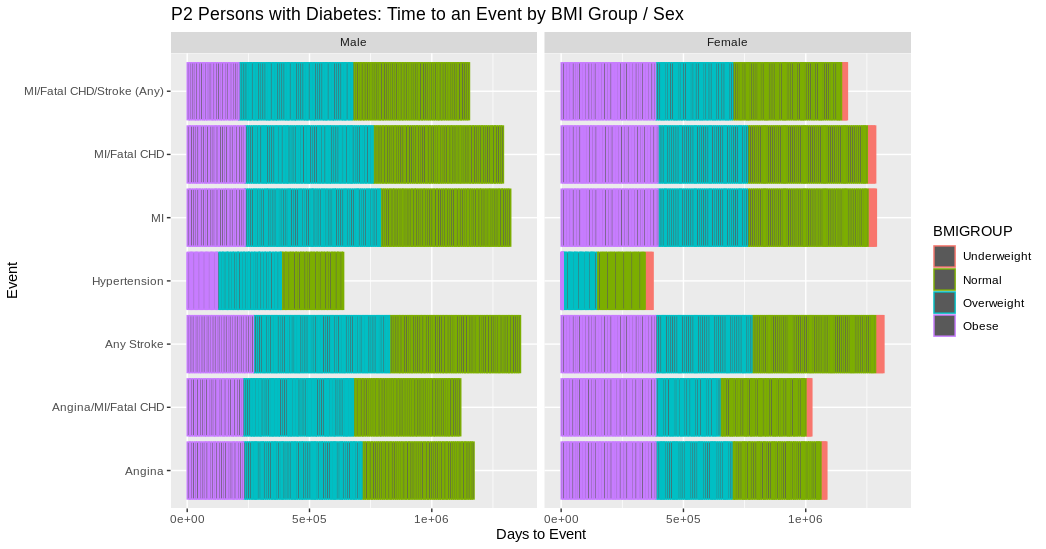 P2 Persons with Diabetes: Time to an Event by BMI Group / Sex
Male
Female
MI/Fatal CHD/Stroke (Any)
MI/Fatal CHD
MI
Hypertension
Any Stroke
Angina/MI/Fatal CHD
Angina
Event
0e+00 5e+05 1e+06
0e+00 5e+05 1e+06
Days to Event
BMIGROUP
Underweight
Normal
Overweight
Obese